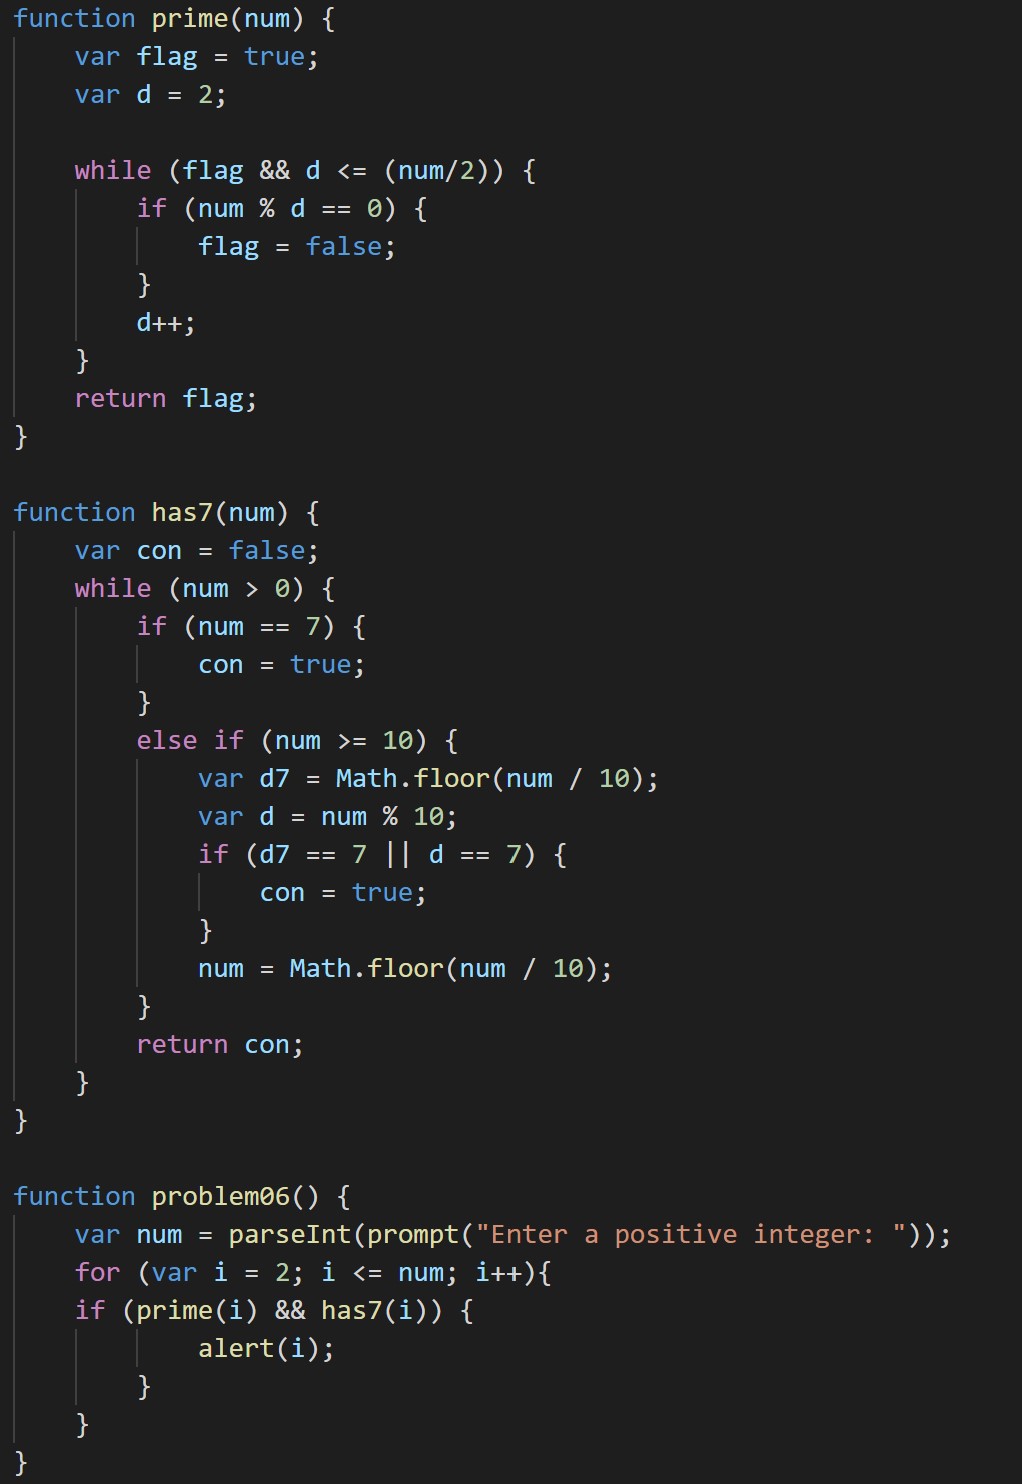 function prime(num) {
    var flag = true;
    var d = 2;

    while (flag && d <= (num/2)) {
        if (num % d == 0) {
            flag = false;
        }
        d++;
    }
    return flag;
}

function has7(num) {
    var con = false;
    while (num > 0) {
        if (num == 7) {
            con = true;
        }
        else if (num >= 10) {
            var d7 = Math.floor(num / 10);
            var d = num % 10;
            if (d7 == 7 || d == 7) {
                con = true;
            }
            num = Math.floor(num / 10);
        }
        return con;
    }
}

function problem06() {
    var num = parseInt(prompt("Enter a positive integer: "));
    for (var i = 2; i <= num; i++){
    if (prime(i) && has7(i)) {
            alert(i);
        }
    }
}